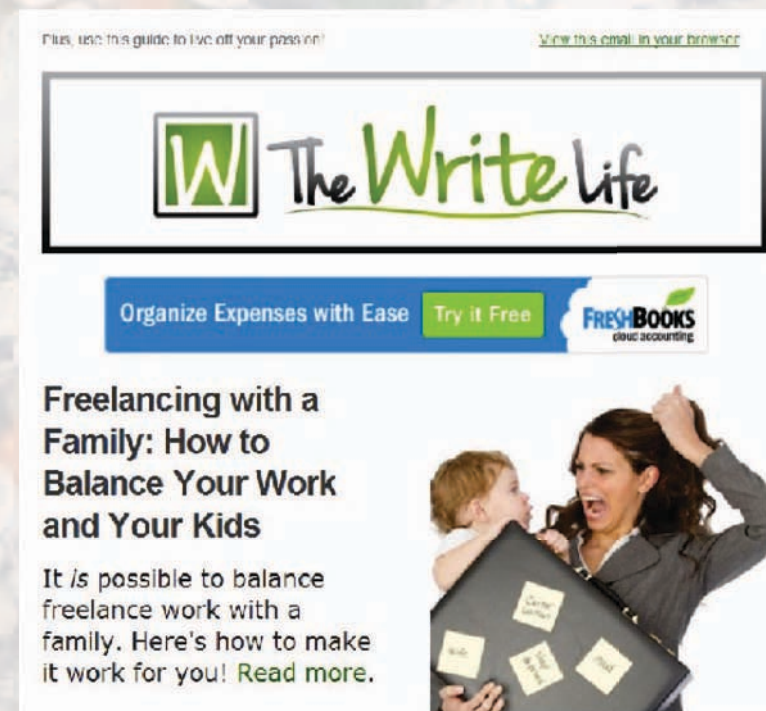 Plus, use this guide to live off your passion!
View this email in your browser
W The Write Life
Organize Expenses with Ease Try it Free FRESHBOOKS
cloud accounting
Freelancing with a
Family: How to
Balance Your Work
and Your Kids
It is possible to balance
freelance work with a
family. Here's how to make
it work for you! Read more.
Wife